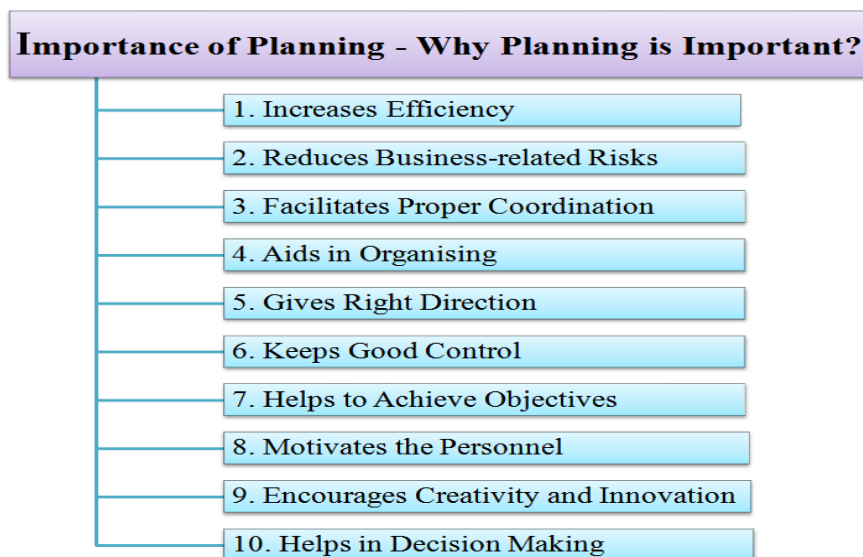 Importance of Planning - Why Planning is Important?
1. Increases Efficiency
2. Reduces Business-related Risks
3. Facilitates Proper Coordination
4. Aids in Organising
5. Gives Right Direction
6. Keeps Good Control
7. Helps to Achieve Objectives
8. Motivates the Personnel
9. Encourages Creativity and Innovation
10. Helps in Decision Making